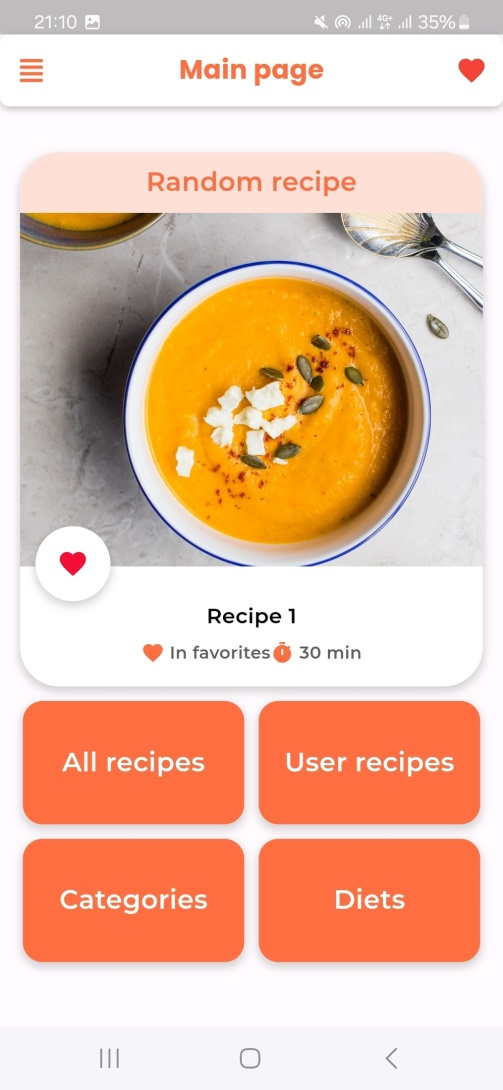 21:10 4G+ 35%
Main page
Random recipe
Recipe 1
In favorites 30 min
All recipes User recipes
Categories Diets